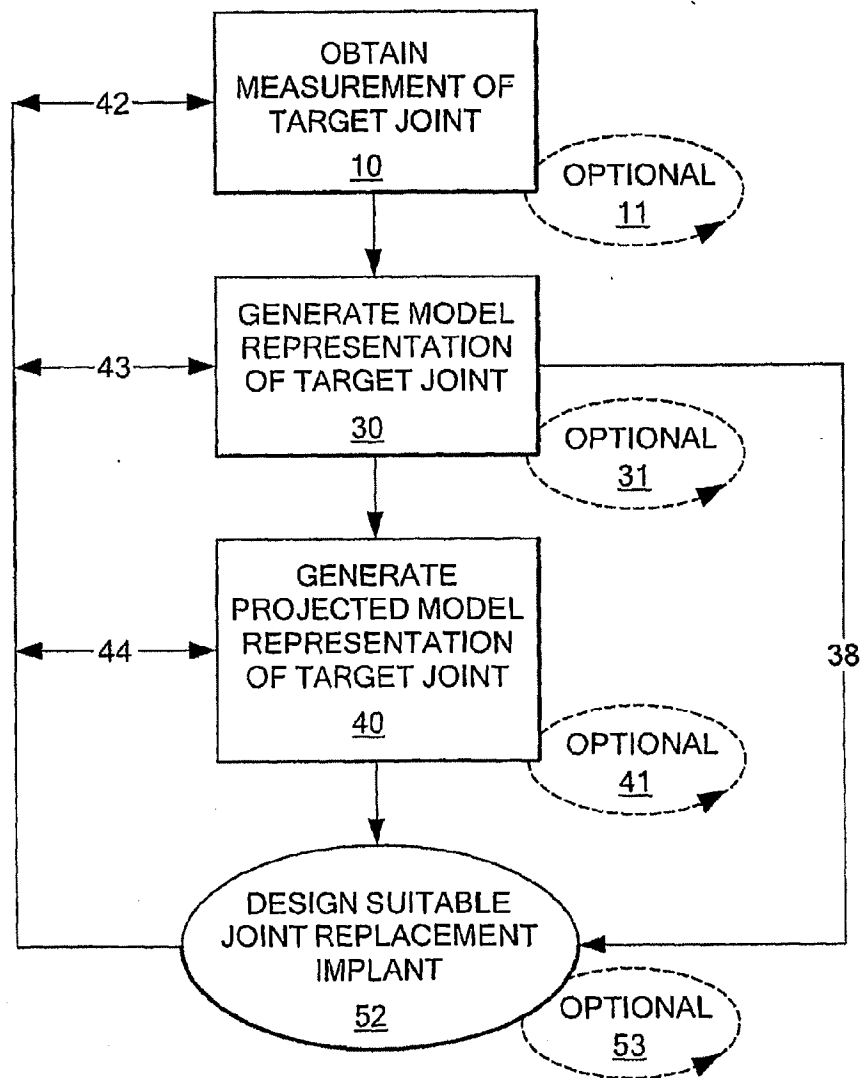 OBTAIN
MEASUREMENT OF
TARGET JOINT
10
42
OPTIONAL
11
GENERATE MODEL
REPRESENTATION
OF TARGET JOINT
30
43
OPTIONAL
31
GENERATE
PROJECTED MODEL
REPRESENTATION
OF TARGET JOINT
40
44
38
OPTIONAL
41
DESIGN SUITABLE
JOINT REPLACEMENT
IMPLANT
52
OPTIONAL
53